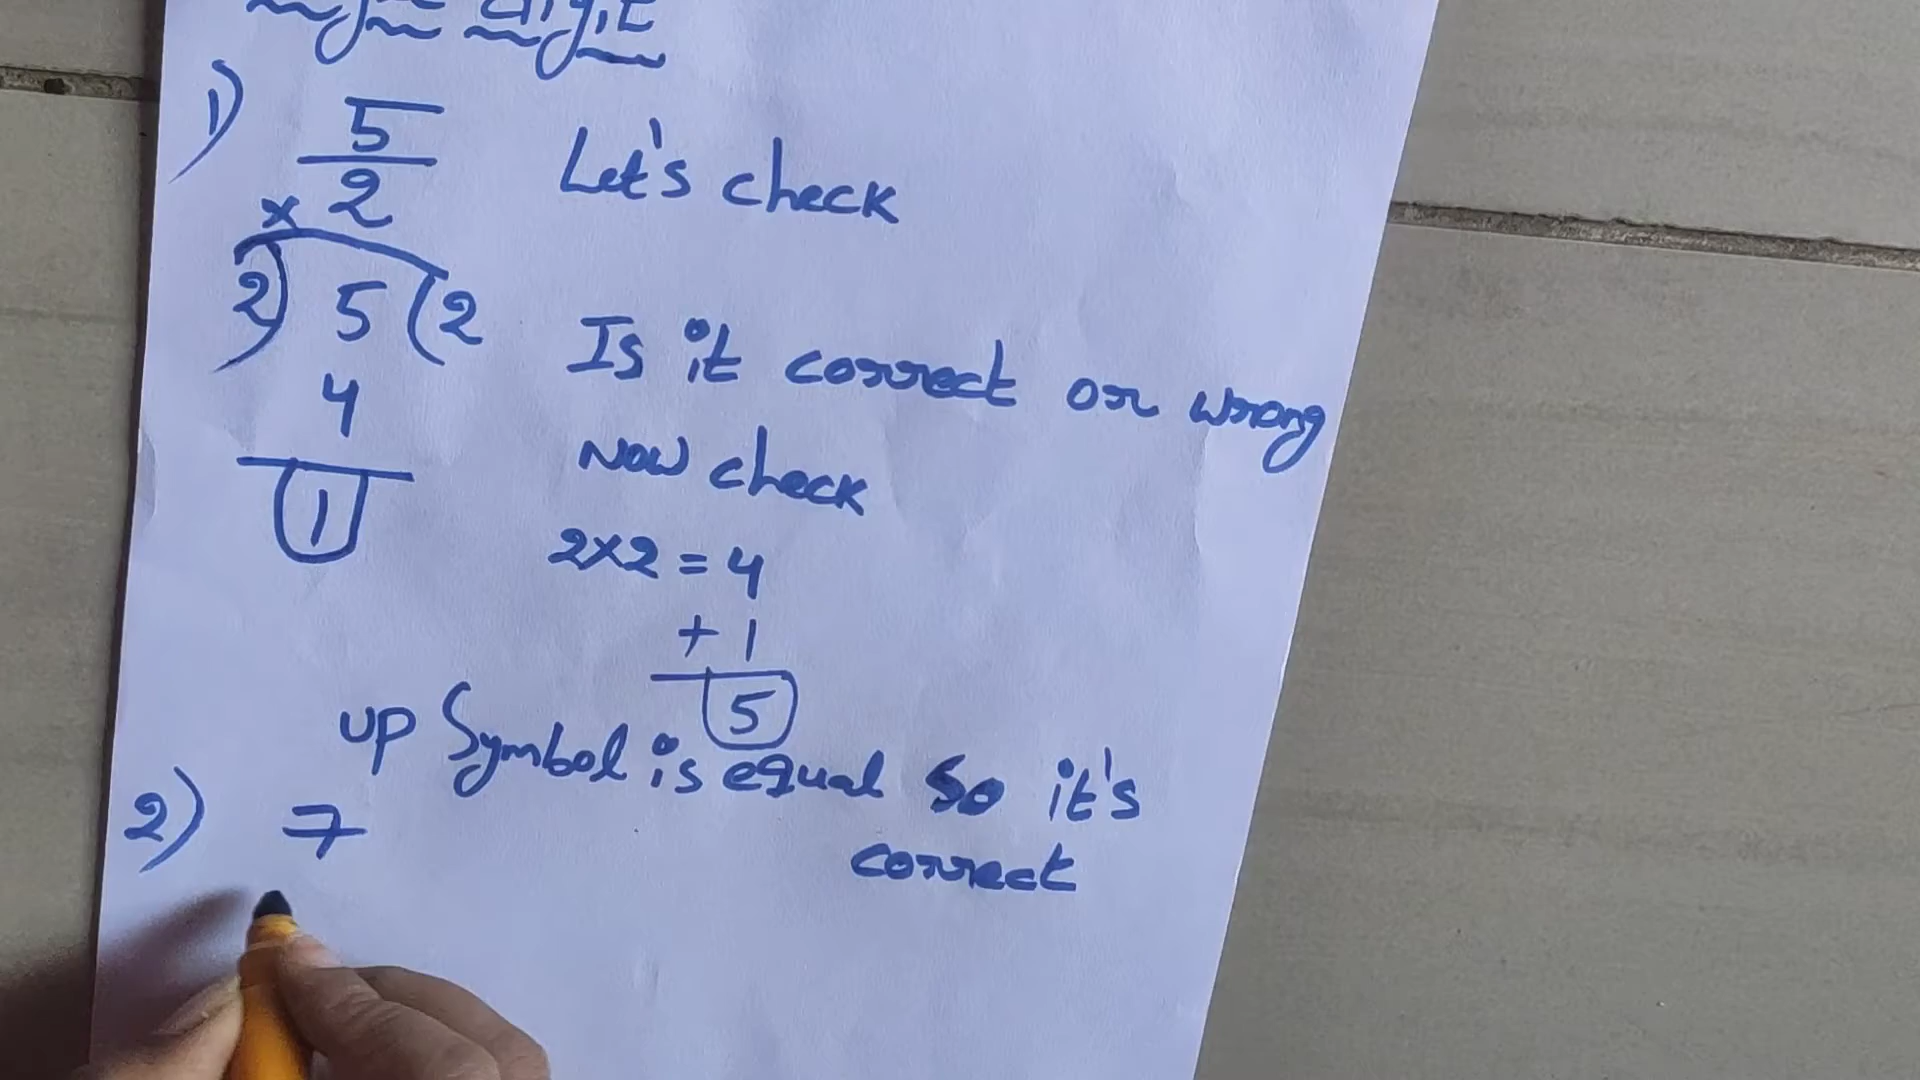 digit
1) 5
2 Let's check
×
2) 5 (2 Is it correct or wrong
4 Now check
1
2×2 = 4
+ 1
5
up Symbol is equal so it's
correct
2) 7